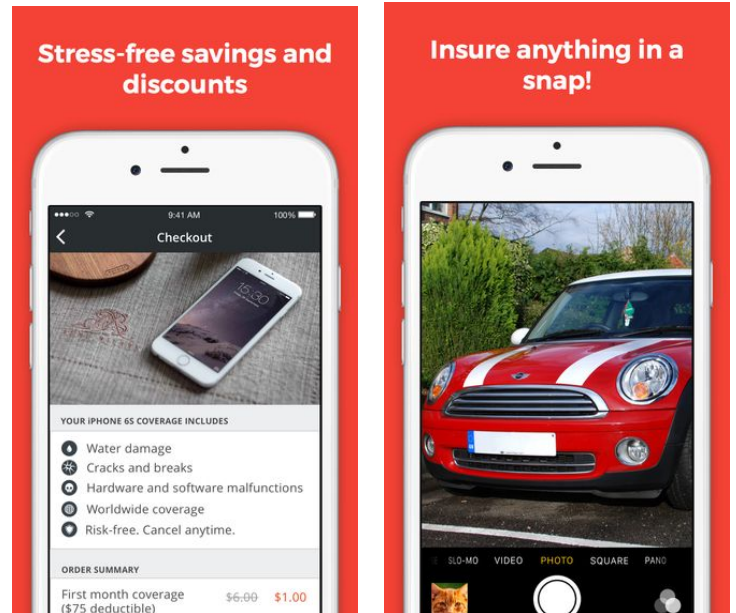 Stress-free savings and
discounts
9:41 AM
100%
Checkout
15:30
YOUR iPHONE 6S COVERAGE INCLUDES
Water damage
Cracks and breaks
Hardware and software malfunctions
Worldwide coverage
Risk-free. Cancel anytime.
ORDER SUMMARY
First month coverage $6.00 $1.00
($75 deductible)
Insure anything in a
snap!
SLO-MO VIDEO PHOTO SQUARE PANO